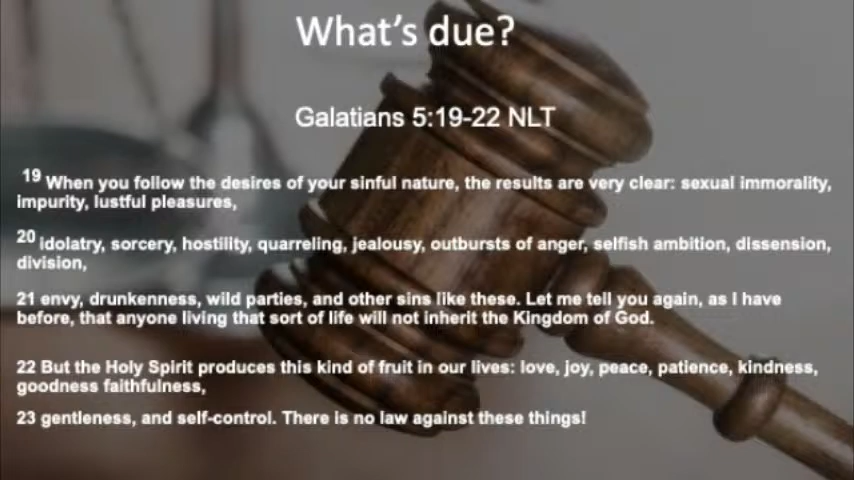 What's due?
Galatians 5:19-22 NLT
19 When you follow the desires of your sinful nature, the results are very clear: sexual immorality,
impurity, lustful pleasures,
20 idolatry, sorcery, hostility, quarreling, jealousy, outbursts of anger, selfish ambition, dissension,
division,
21 envy, drunkenness, wild parties, and other sins like these. Let me tell you again, as I have
before, that anyone living that sort of life will not inherit the Kingdom of God.
22 But the Holy Spirit produces this kind of fruit in our lives: love, joy, peace, patience, kindness,
goodness faithfulness,
23 gentleness, and self-control. There is no law against these things!